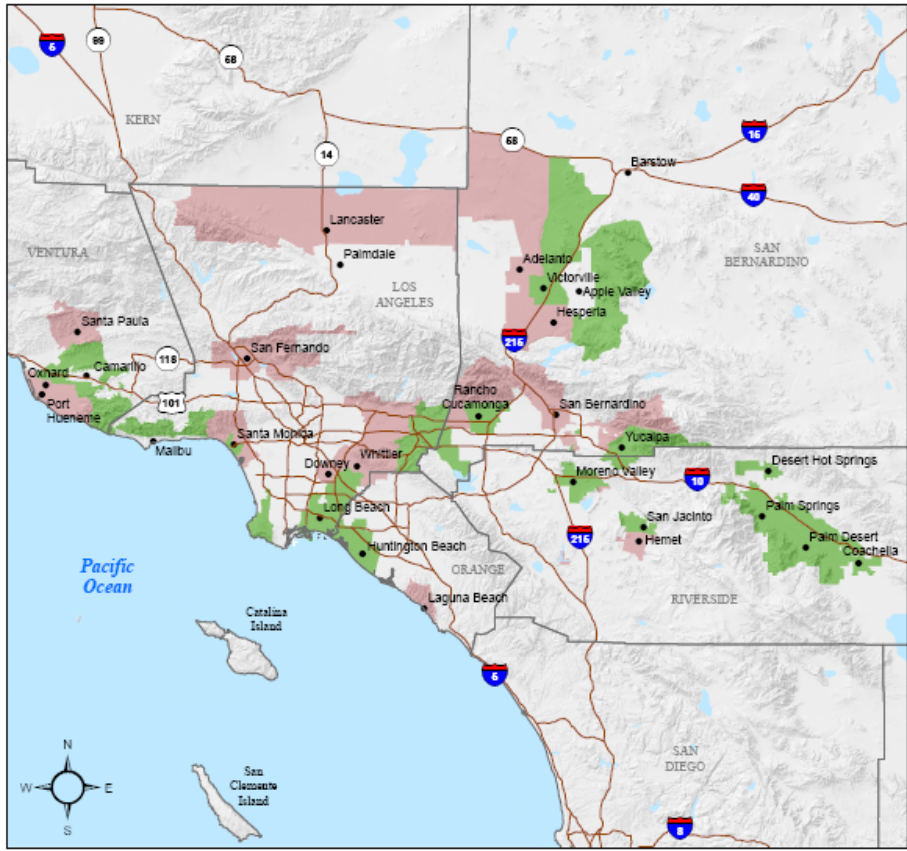 5
99
58
KERN
14
58
15
Barstow
40
Lancaster
VENTURA
Palmdale
SAN
BERNARDINO
Adelanto
Victorville
LOS
ANGELES
Apple Valley
Hesperia
Santa Paula
215
San Fernando
118
Camarillo
Oxnard
Rancho
Cucamonga
Port
Hueneme
101
San Bernardino
Santa Monica
Yucaipa
Malibu
Whittier
Downey
Desert Hot Springs
Moreno Valley
10
Long Beach
Palm Springs
San Jacinto
215
Hemet
Huntington Beach
Palm Desert
Coachella
ORANGE
Pacific
Ocean
RIVERSIDE
Laguna Beach
Catalina
Island
5
N
W
E
S
San
Clemente
Island
SAN
DIEGO
8